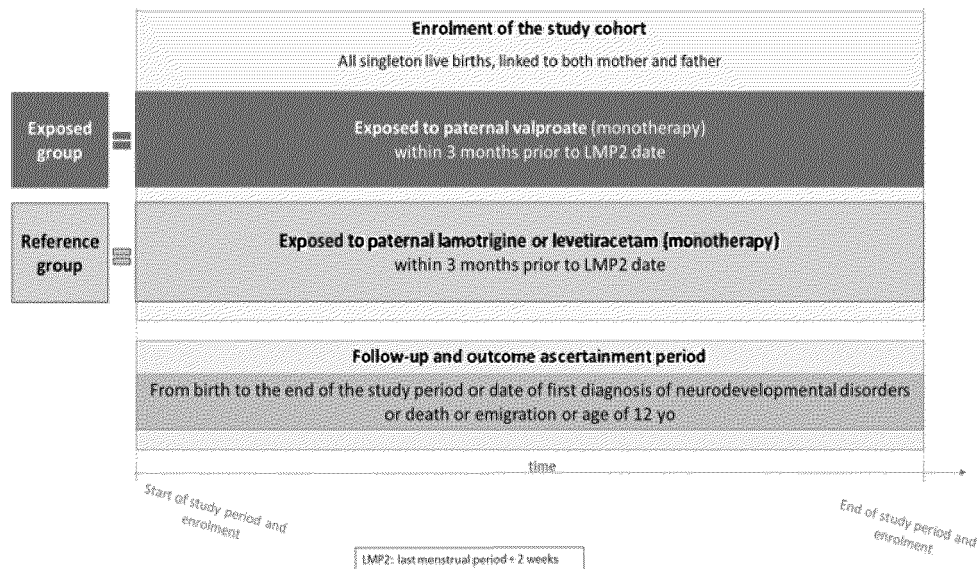 Enrolment of the study cohort
All singleton live births, linked to both mother and father
Exposed
group
=
Exposed to paternal valproate (monotherapy)
within 3 months prior to LMP2 date
Reference
group
=
Exposed to paternal lamotrigine or levetiracetam (monotherapy)
within 3 months prior to LMP2 date
Follow-up and outcome ascertainment period
From birth to the end of the study period or date of first diagnosis of neurodevelopmental disorders
or death or emigration or age of 12 yo
time
Start of study period and
enrolment
End of study period and
enrolment
LMP2: last menstrual period + 2 weeks